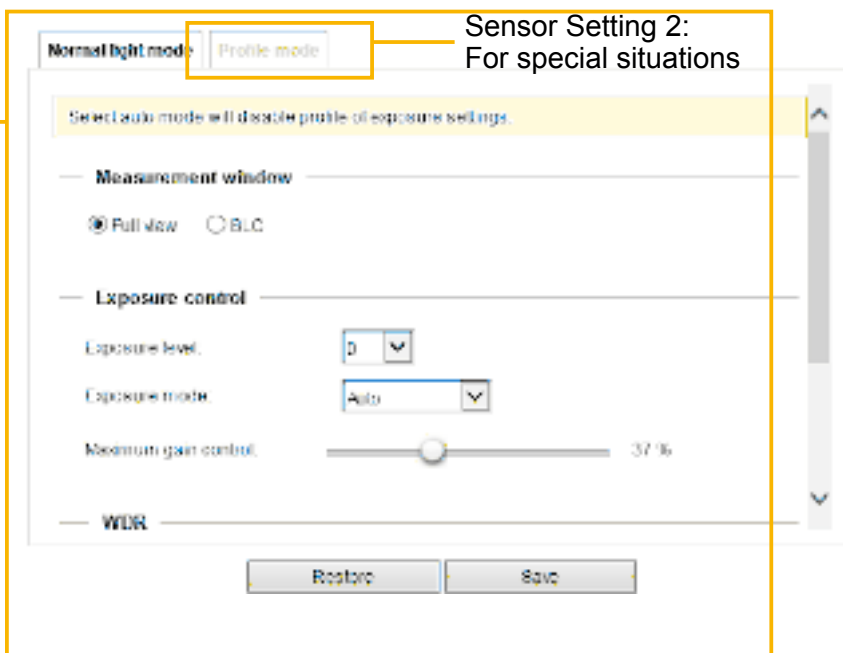 Sensor Setting 2:
For special situations
Normal light mode Profile mode
Select auto mode will disable profile of exposure settings.
Measurement window
Full view BLC
Exposure control
Exposure level: 0
Exposure mode: Auto
Maximum gain control: 37 %
WDR
Restore Save